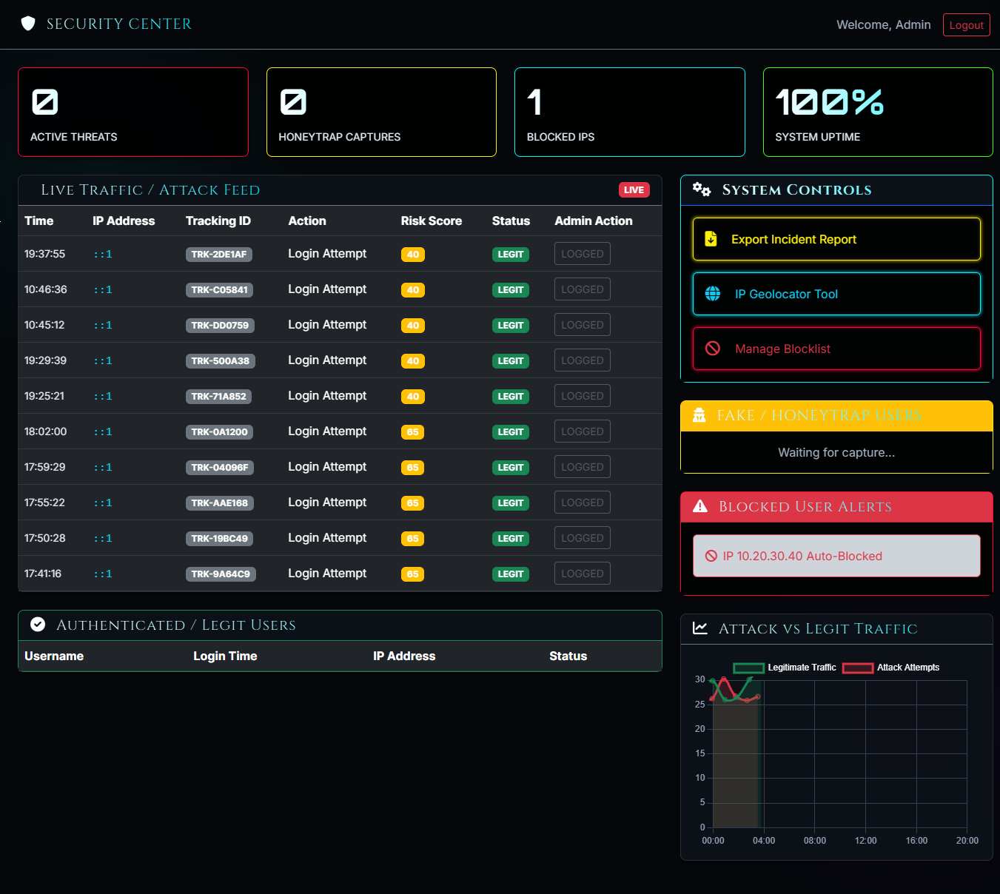 SECURITY CENTER
Welcome, Admin
Logout
0
ACTIVE THREATS
0
HONEYTRAP CAPTURES
1
BLOCKED IPS
100%
SYSTEM UPTIME
Live Traffic / Attack Feed
LIVE
Time IP Address Tracking ID Action Risk Score Status Admin Action
19:37:55 ::1 TRK-2DE1AF Login Attempt 40 LEGIT LOGGED
10:46:36 ::1 TRK-C05841 Login Attempt 40 LEGIT LOGGED
10:45:12 ::1 TRK-DD0759 Login Attempt 40 LEGIT LOGGED
19:29:39 ::1 TRK-500A38 Login Attempt 40 LEGIT LOGGED
19:25:21 ::1 TRK-71A852 Login Attempt 40 LEGIT LOGGED
18:02:00 ::1 TRK-0A1200 Login Attempt 65 LEGIT LOGGED
17:59:29 ::1 TRK-04096F Login Attempt 65 LEGIT LOGGED
17:55:22 ::1 TRK-AAE168 Login Attempt 65 LEGIT LOGGED
17:50:28 ::1 TRK-19BC49 Login Attempt 65 LEGIT LOGGED
17:41:16 ::1 TRK-9A64C9 Login Attempt 65 LEGIT LOGGED
Authenticated / Legit Users
Username Login Time IP Address Status
System Controls
Export Incident Report
IP Geolocator Tool
Manage Blocklist
FAKE / HONEYTRAP USERS
Waiting for capture...
Blocked User Alerts
IP 10.20.30.40 Auto-Blocked
Attack vs Legit Traffic
Legitimate Traffic Attack Attempts
30
25
20
15
10
5
0
00:00 04:00 08:00 12:00 16:00 20:00